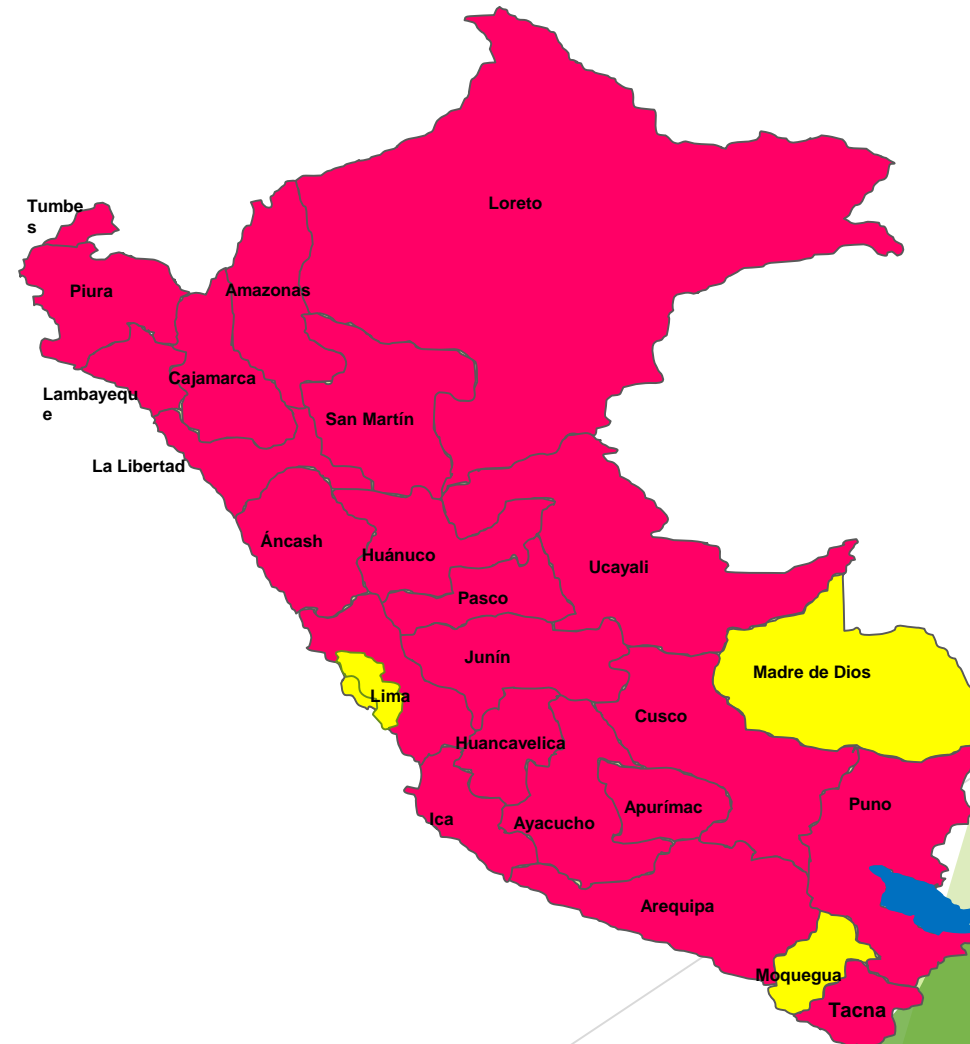 Tumbe
s
Loreto
Piura
Amazonas
Cajamarca
Lambayequ
e
San Martín
La Libertad
Áncash
Huánuco
Ucayali
Pasco
Junín
Madre de Dios
Lima
Cusco
Huancavelica
Puno
Apurímac
Ica
Ayacucho
Arequipa
Moquegua
Tacna